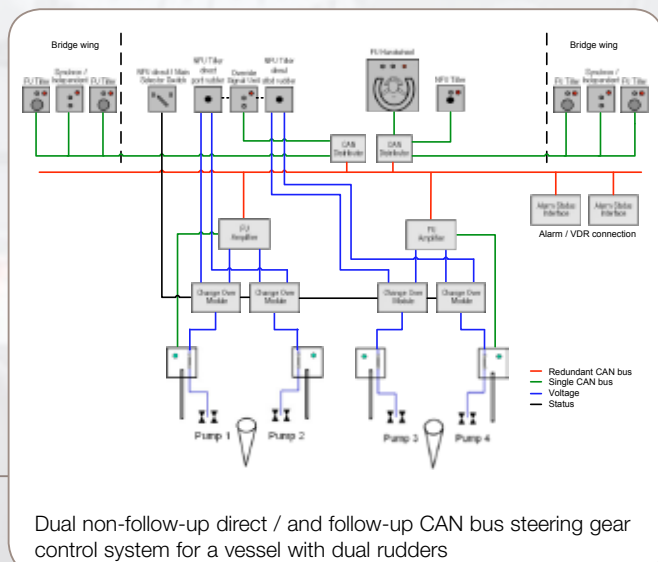 Bridge wing
Bridge wing
FU Tiller
Synchron /
Independent
FU Tiller
NFU direct / Main
Selector Switch
NFU Tiller
direct
port rudder
Override
Signal Unit
NFU Tiller
direct
stbd rudder
FU Handwheel
NFU Tiller
FU Tiller
Synchron /
Independent
FU Tiller
CAN
Distributor
CAN
Distributor
Alarm Status
Interface
Alarm Status
Interface
Alarm / VDR connection
FU
Amplifier
FU
Amplifier
Change Over
Module
Change Over
Module
Change Over
Module
Change Over
Module
Redundant CAN bus
Single CAN bus
Voltage
Status
Pump 1
Pump 2
Pump 3
Pump 4
Dual non-follow-up direct / and follow-up CAN bus steering gear
control system for a vessel with dual rudders